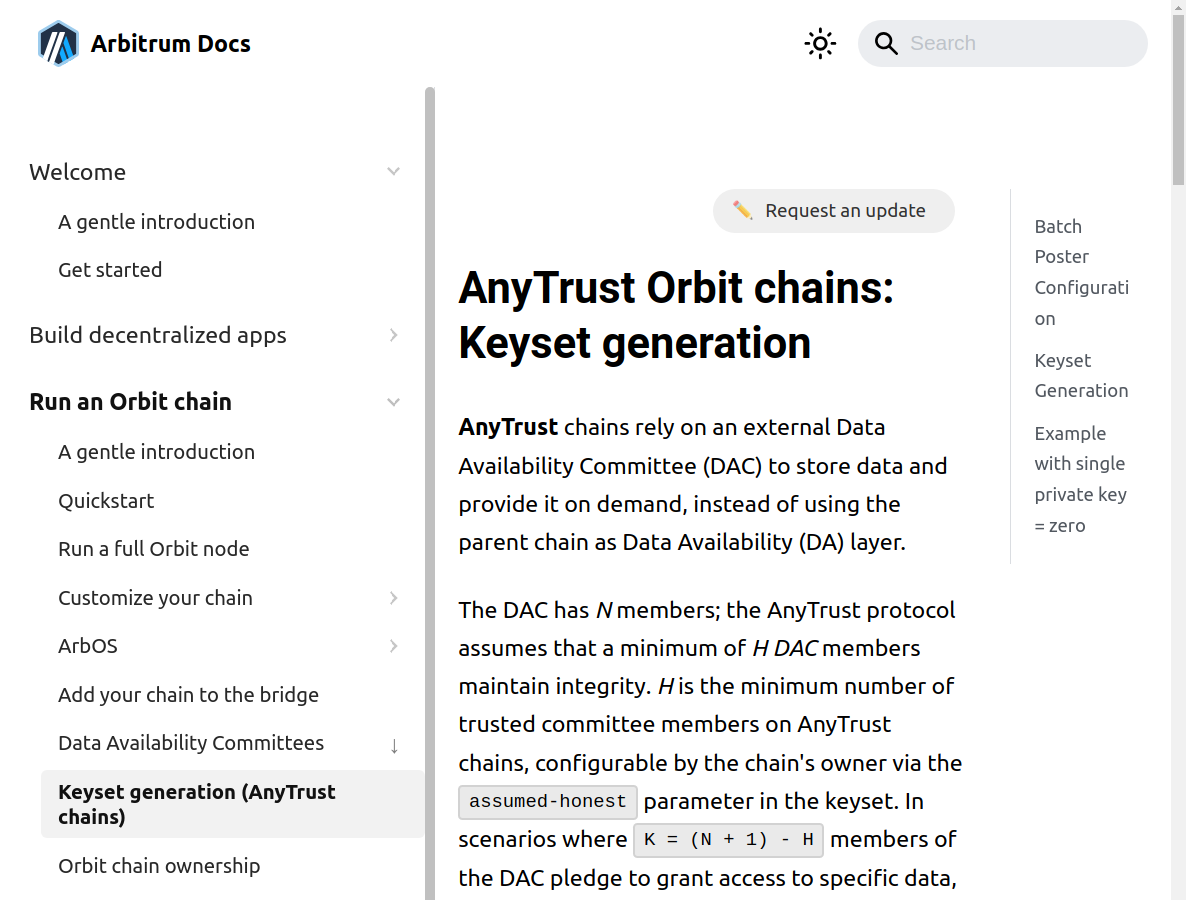 Arbitrum Docs
Search
Welcome
A gentle introduction
Get started
Build decentralized apps
Run an Orbit chain
A gentle introduction
Quickstart
Run a full Orbit node
Customize your chain
ArbOS
Add your chain to the bridge
Data Availability Committees ↓
Keyset generation (AnyTrust
chains)
Orbit chain ownership
✏️ Request an update
AnyTrust Orbit chains:
Keyset generation
AnyTrust chains rely on an external Data
Availability Committee (DAC) to store data and
provide it on demand, instead of using the
parent chain as Data Availability (DA) layer.
The DAC has N members; the AnyTrust protocol
assumes that a minimum of H DAC members
maintain integrity. H is the minimum number of
trusted committee members on AnyTrust
chains, configurable by the chain's owner via the
assumed-honest parameter in the keyset. In
scenarios where K = (N + 1) - H members of
the DAC pledge to grant access to specific data,
Batch
Poster
Configurati
on
Keyset
Generation
Example
with single
private key
= zero